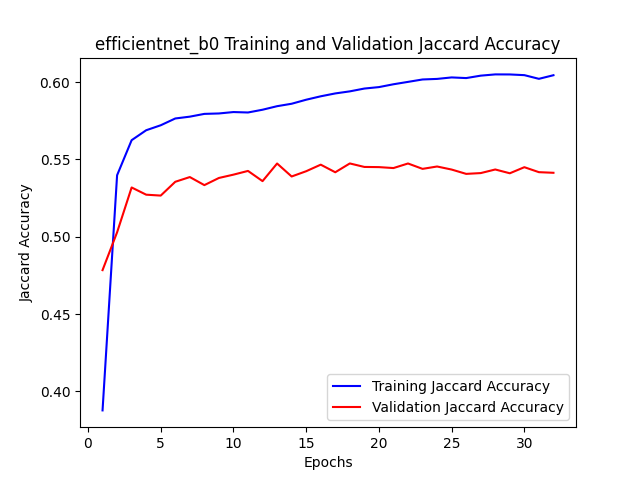 efficientnet_b0 Training and Validation Jaccard Accuracy
Jaccard Accuracy
0.60
0.55
0.50
0.45
0.40
Training Jaccard Accuracy
Validation Jaccard Accuracy
0 5 10 15 20 25 30
Epochs